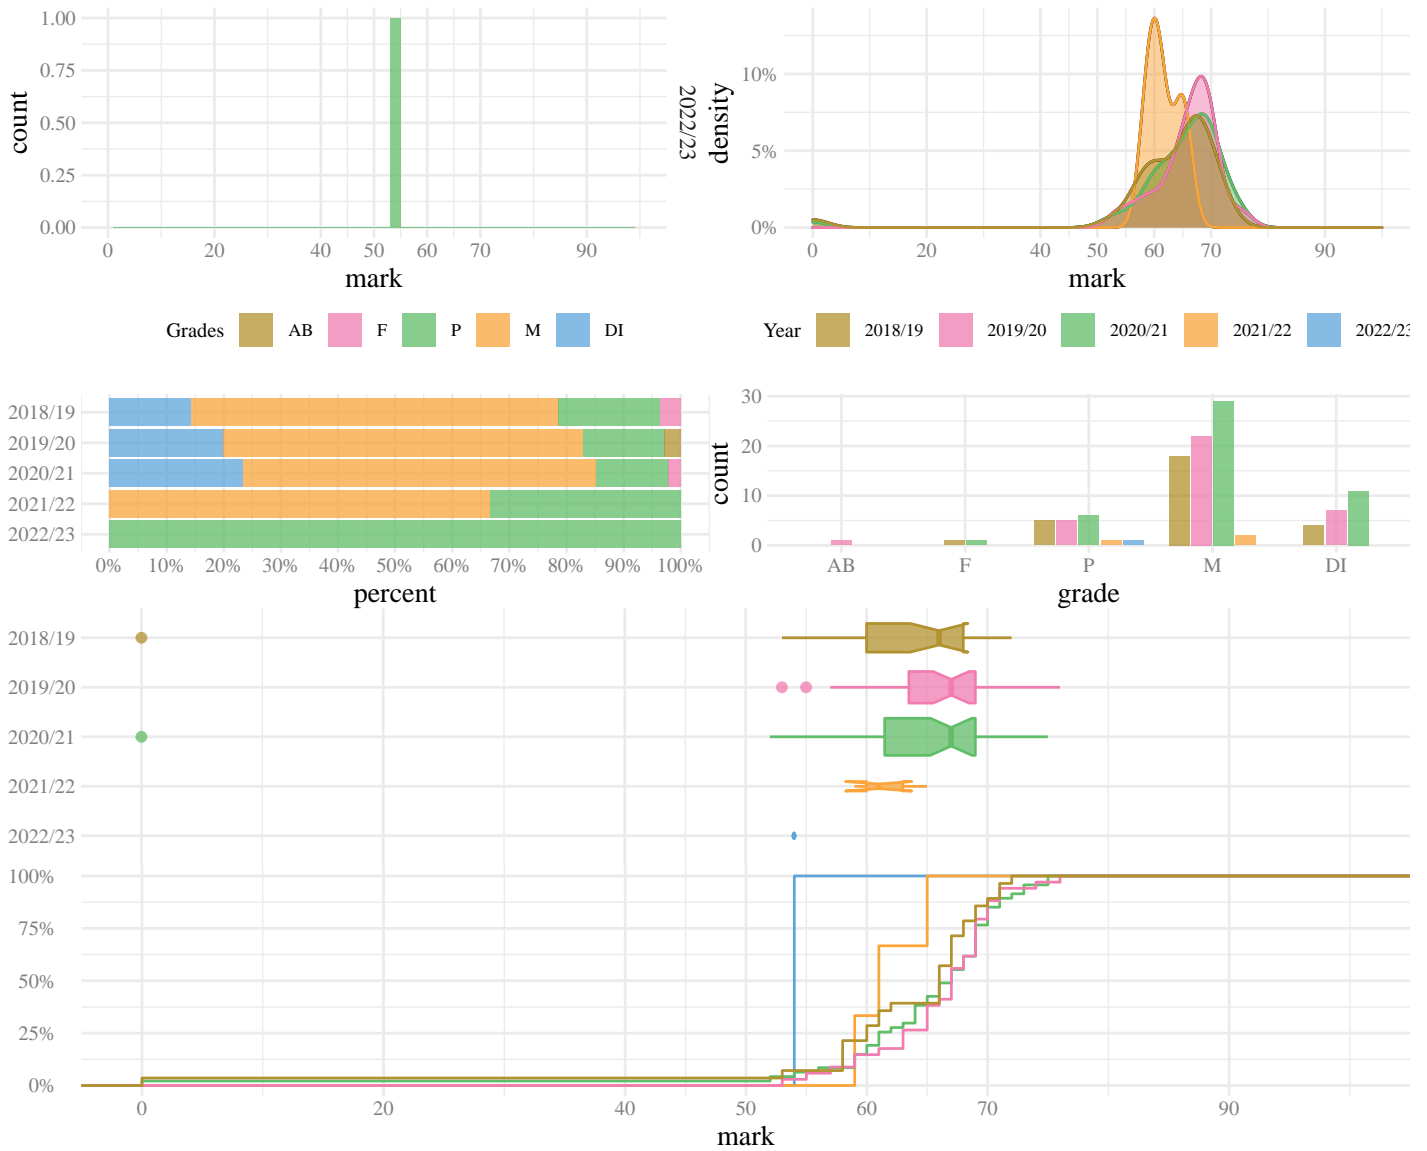 1.00
0.75
0.50
0.25
0.00
count
0 20 40 50 60 70 90
mark
2022/23
10%
5%
0%
density
0 20 40 50 60 70 90
mark
Grades AB F P M DI
Year 2018/19 2019/20 2020/21 2021/22 2022/23
2018/19
2019/20
2020/21
2021/22
2022/23
0% 10% 20% 30% 40% 50% 60% 70% 80% 90% 100%
percent
30
20
10
0
count
AB F P M DI
grade
2018/19
2019/20
2020/21
2021/22
2022/23
100%
75%
50%
25%
0%
0 20 40 50 60 70 90
mark